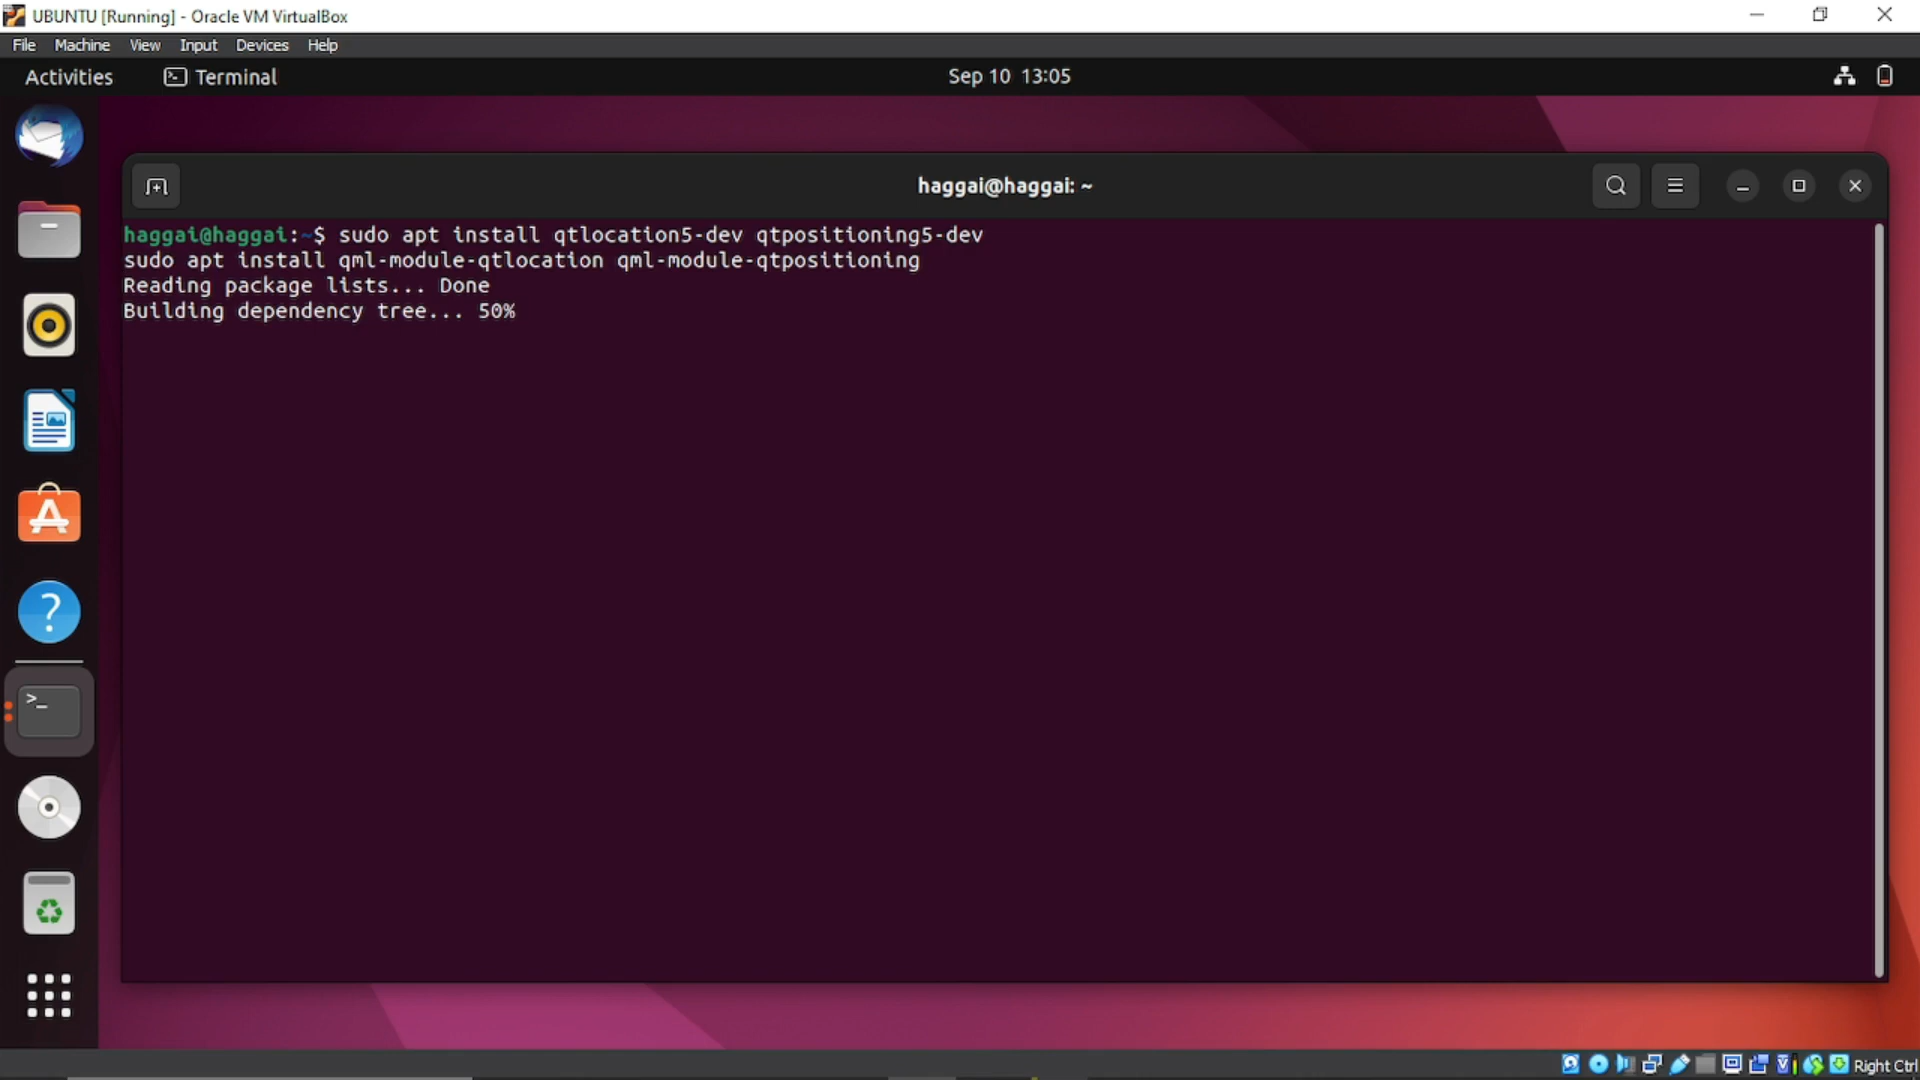 UBUNTU [Running] - Oracle VM VirtualBox
File Machine View Input Devices Help
Activities Terminal Sep 10 13:05
haggai@haggai: ~
haggai@haggai:~$ sudo apt install qtlocation5-dev qtpositioning5-dev
sudo apt install qml-module-qtlocation qml-module-qtpositioning
Reading package lists... Done
Building dependency tree... 50%
Right Ctrl